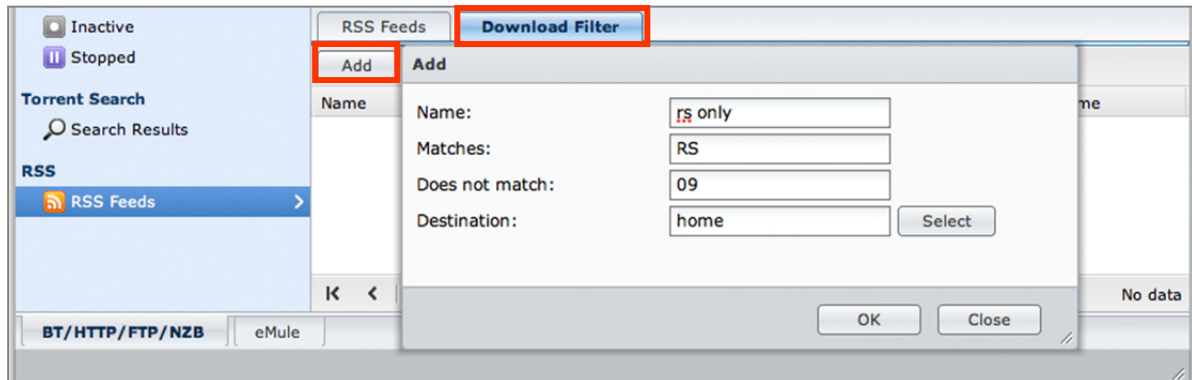 Inactive
Stopped
Torrent Search
Search Results
RSS
RSS Feeds
BT/HTTP/FTP/NZB
eMule
RSS Feeds
Download Filter
Add
Name
No data
Add
Name:
rs only
Matches:
RS
Does not match:
09
Destination:
home
Select
OK
Close